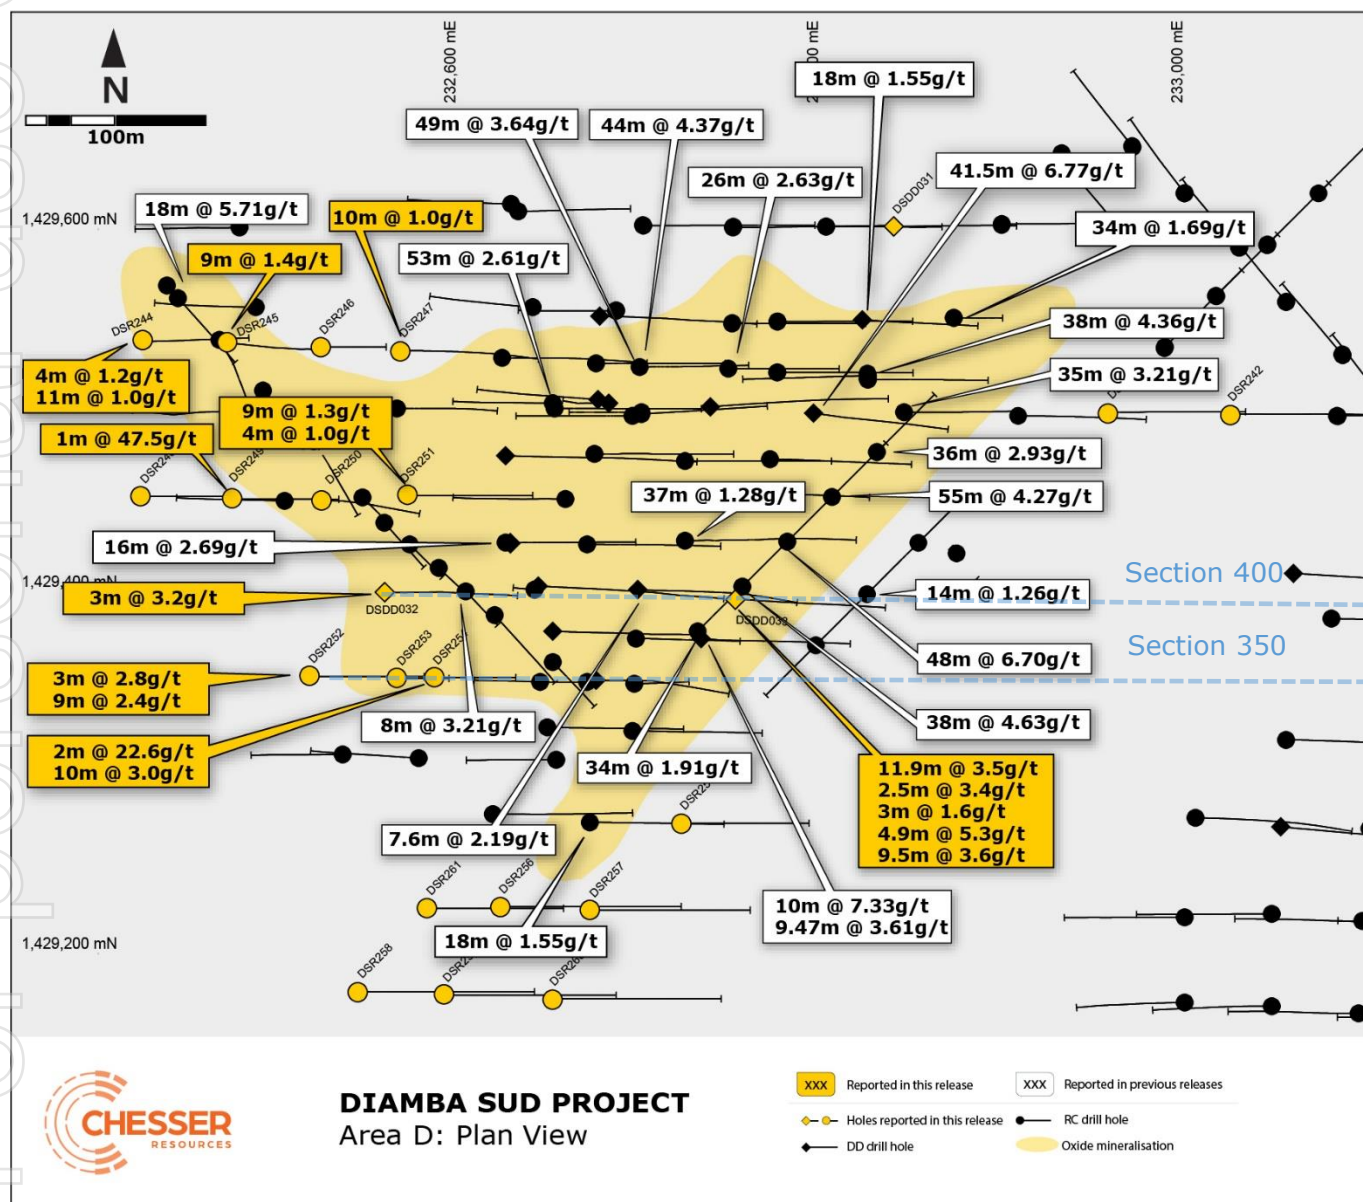 N
100m
232,600 mE
233,000 mE
18m @ 1.55g/t
49m @ 3.64g/t
44m @ 4.37g/t
26m @ 2.63g/t
41.5m @ 6.77g/t
DSDD031
1,429,600 mN
18m @ 5.71g/t
10m @ 1.0g/t
34m @ 1.69g/t
9m @ 1.4g/t
53m @ 2.61g/t
DSR244
DSR245
DSR246
DSR247
38m @ 4.36g/t
4m @ 1.2g/t
11m @ 1.0g/t
35m @ 3.21g/t
DSR242
9m @ 1.3g/t
4m @ 1.0g/t
1m @ 47.5g/t
36m @ 2.93g/t
DSR249
DSR250
DSR251
37m @ 1.28g/t
55m @ 4.27g/t
16m @ 2.69g/t
1,429,400 mN
Section 400
3m @ 3.2g/t
DSDD032
14m @ 1.26g/t
DSDD033
Section 350
DSR252
DSR253
48m @ 6.70g/t
3m @ 2.8g/t
9m @ 2.4g/t
8m @ 3.21g/t
38m @ 4.63g/t
2m @ 22.6g/t
10m @ 3.0g/t
34m @ 1.91g/t
11.9m @ 3.5g/t
2.5m @ 3.4g/t
3m @ 1.6g/t
4.9m @ 5.3g/t
9.5m @ 3.6g/t
7.6m @ 2.19g/t
DSR261
DSR256
DSR257
10m @ 7.33g/t
9.47m @ 3.61g/t
18m @ 1.55g/t
1,429,200 mN
DSR258
CHESSER
RESOURCES
DIAMBA SUD PROJECT
Area D: Plan View
XXX Reported in this release
XXX Reported in previous releases
Holes reported in this release
RC drill hole
DD drill hole
Oxide mineralisation